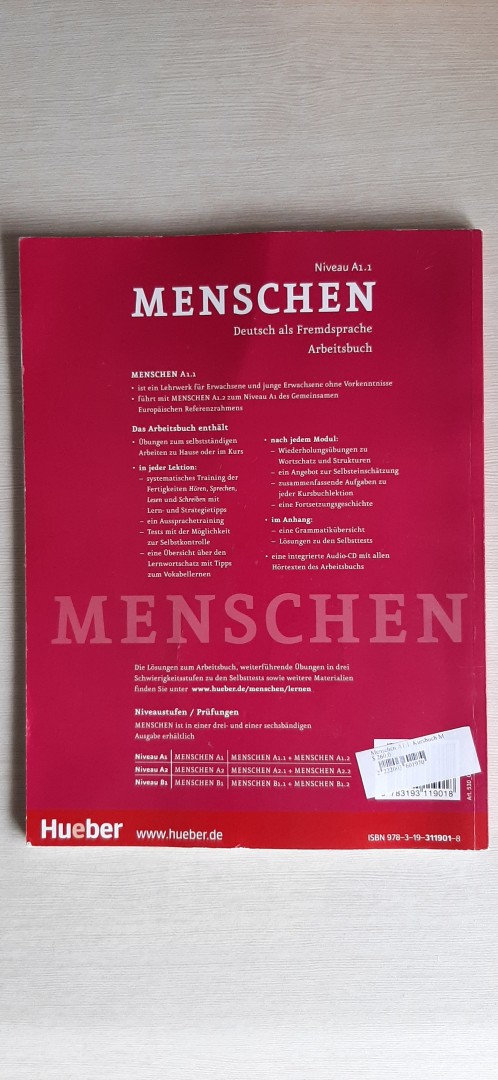 Niveau A1.1
MENSCHEN
Deutsch als Fremdsprache
Arbeitsbuch
MENSCHEN A1.1
• ist ein Lehrwerk für Erwachsene und junge Erwachsene ohne Vorkenntnisse
• führt mit MENSCHEN A1.2 zum Niveau A1 des Gemeinsamen
Europäischen Referenzrahmens
Das Arbeitsbuch enthält
• Übungen zum selbstständigen
Arbeiten zu Hause oder im Kurs
• in jeder Lektion:
– systematisches Training der
Fertigkeiten Hören, Sprechen,
Lesen und Schreiben mit
Lern- und Strategietipps
– ein Aussprachetraining
– Tests mit der Möglichkeit
zur Selbstkontrolle
– eine Übersicht über den
Lernwortschatz mit Tipps
zum Vokabellernen
• nach jedem Modul:
– Wiederholungsübungen zu
Wortschatz und Strukturen
– ein Angebot zur Selbsteinschätzung
– zusammenfassende Aufgaben zu
jeder Kursbuchlektion
– eine Fortsetzungsgeschichte
• im Anhang:
– eine Grammatikübersicht
– Lösungen zu den Selbsttests
• eine integrierte Audio-CD mit allen
Hörtexten des Arbeitsbuchs
MENSCHEN
Die Lösungen zum Arbeitsbuch, weiterführende Übungen in drei
Schwierigkeitsstufen zu den Selbsttests sowie weitere Materialien
finden Sie unter www.hueber.de/menschen/lernen
Niveaustufen / Prüfungen
MENSCHEN ist in einer drei- und einer sechsbändigen
Ausgabe erhältlich
Niveau A1 | MENSCHEN A1 | MENSCHEN A1.1 + MENSCHEN A1.2
Niveau A2 | MENSCHEN A2 | MENSCHEN A2.1 + MENSCHEN A2.2
Niveau B1 | MENSCHEN B1 | MENSCHEN B1.1 + MENSCHEN B1.2
Menschen A1.1. Kursbuch M
783193 119018
Art. 530
Hueber
www.hueber.de
ISBN 978–3–19–311901–8